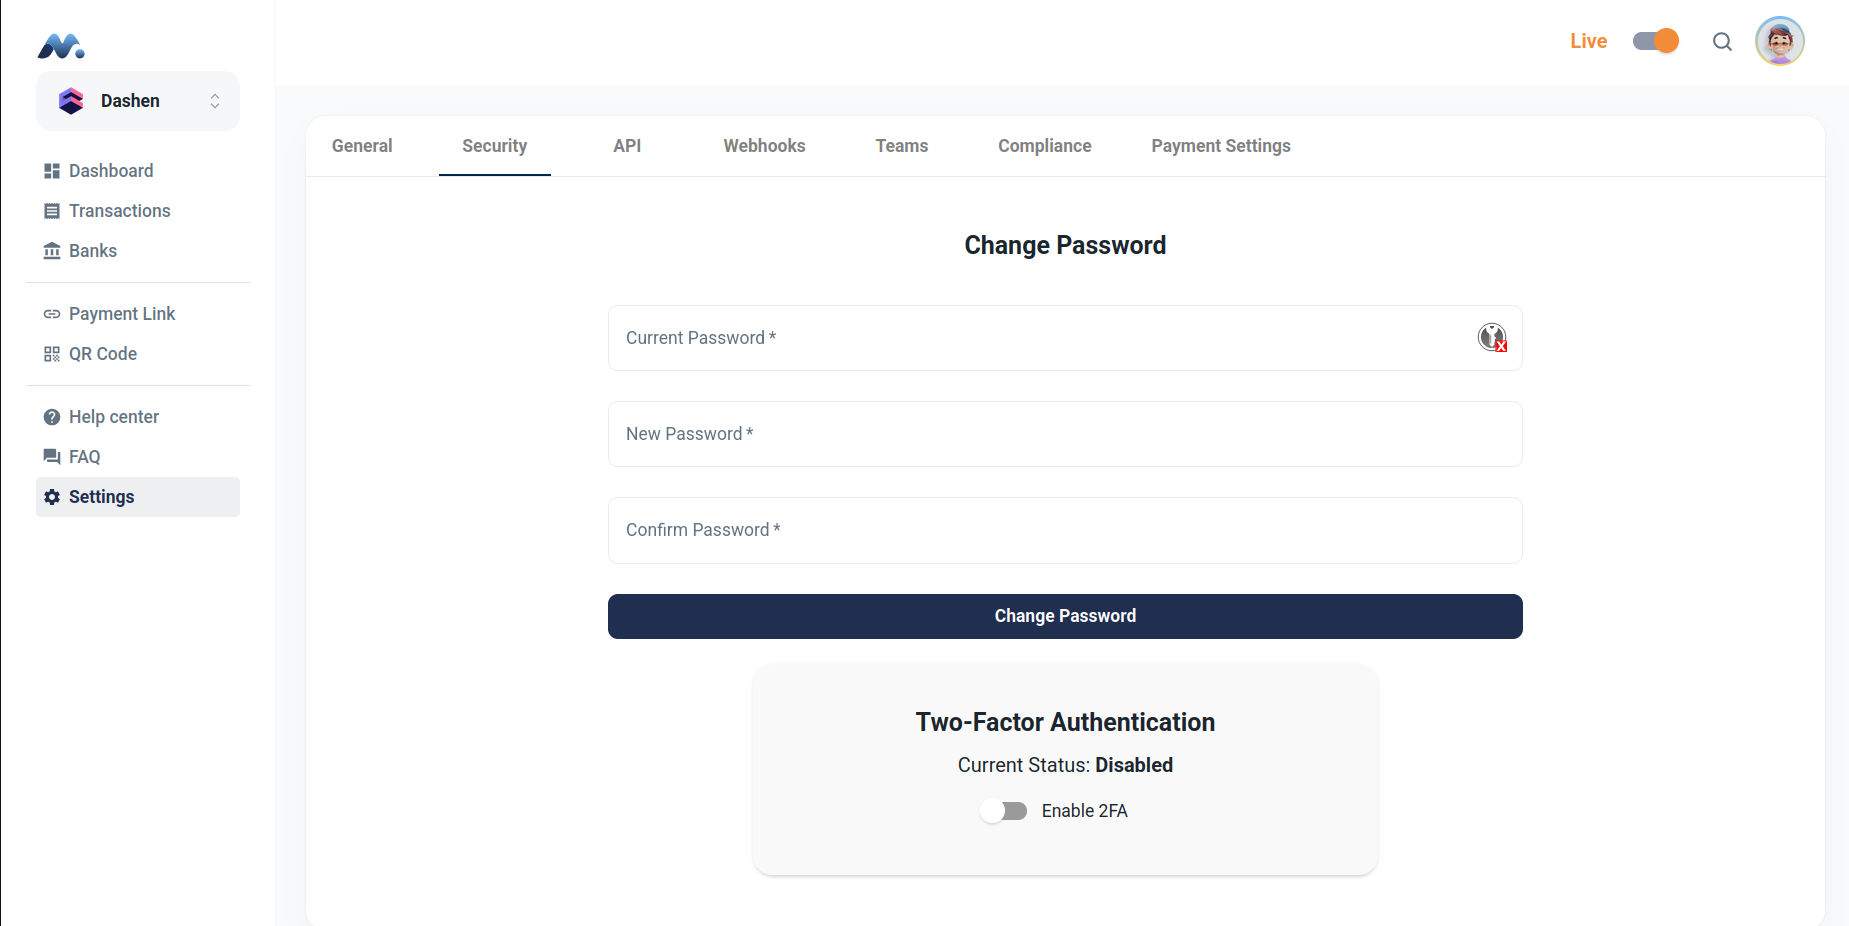 Live
Dashen
Dashboard
Transactions
Banks
Payment Link
QR Code
Help center
FAQ
Settings
General Security API Webhooks Teams Compliance Payment Settings
Change Password
Current Password *
New Password *
Confirm Password *
Change Password
Two-Factor Authentication
Current Status: Disabled
Enable 2FA